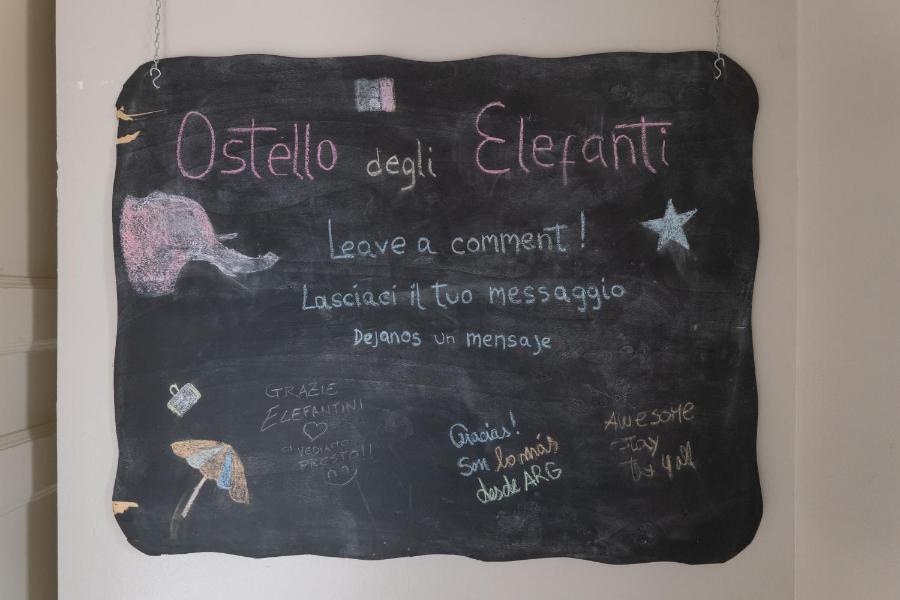 Ostello degli Elefanti
Leave a comment!
Lasciaci il tuo messaggio
Dejanos un mensaje
GRAZIE
ELEFANTINI
CI VEDIAMO
PRESTO!!
Gracias!
Son lo más
desde ARG
AWESOME
Stay